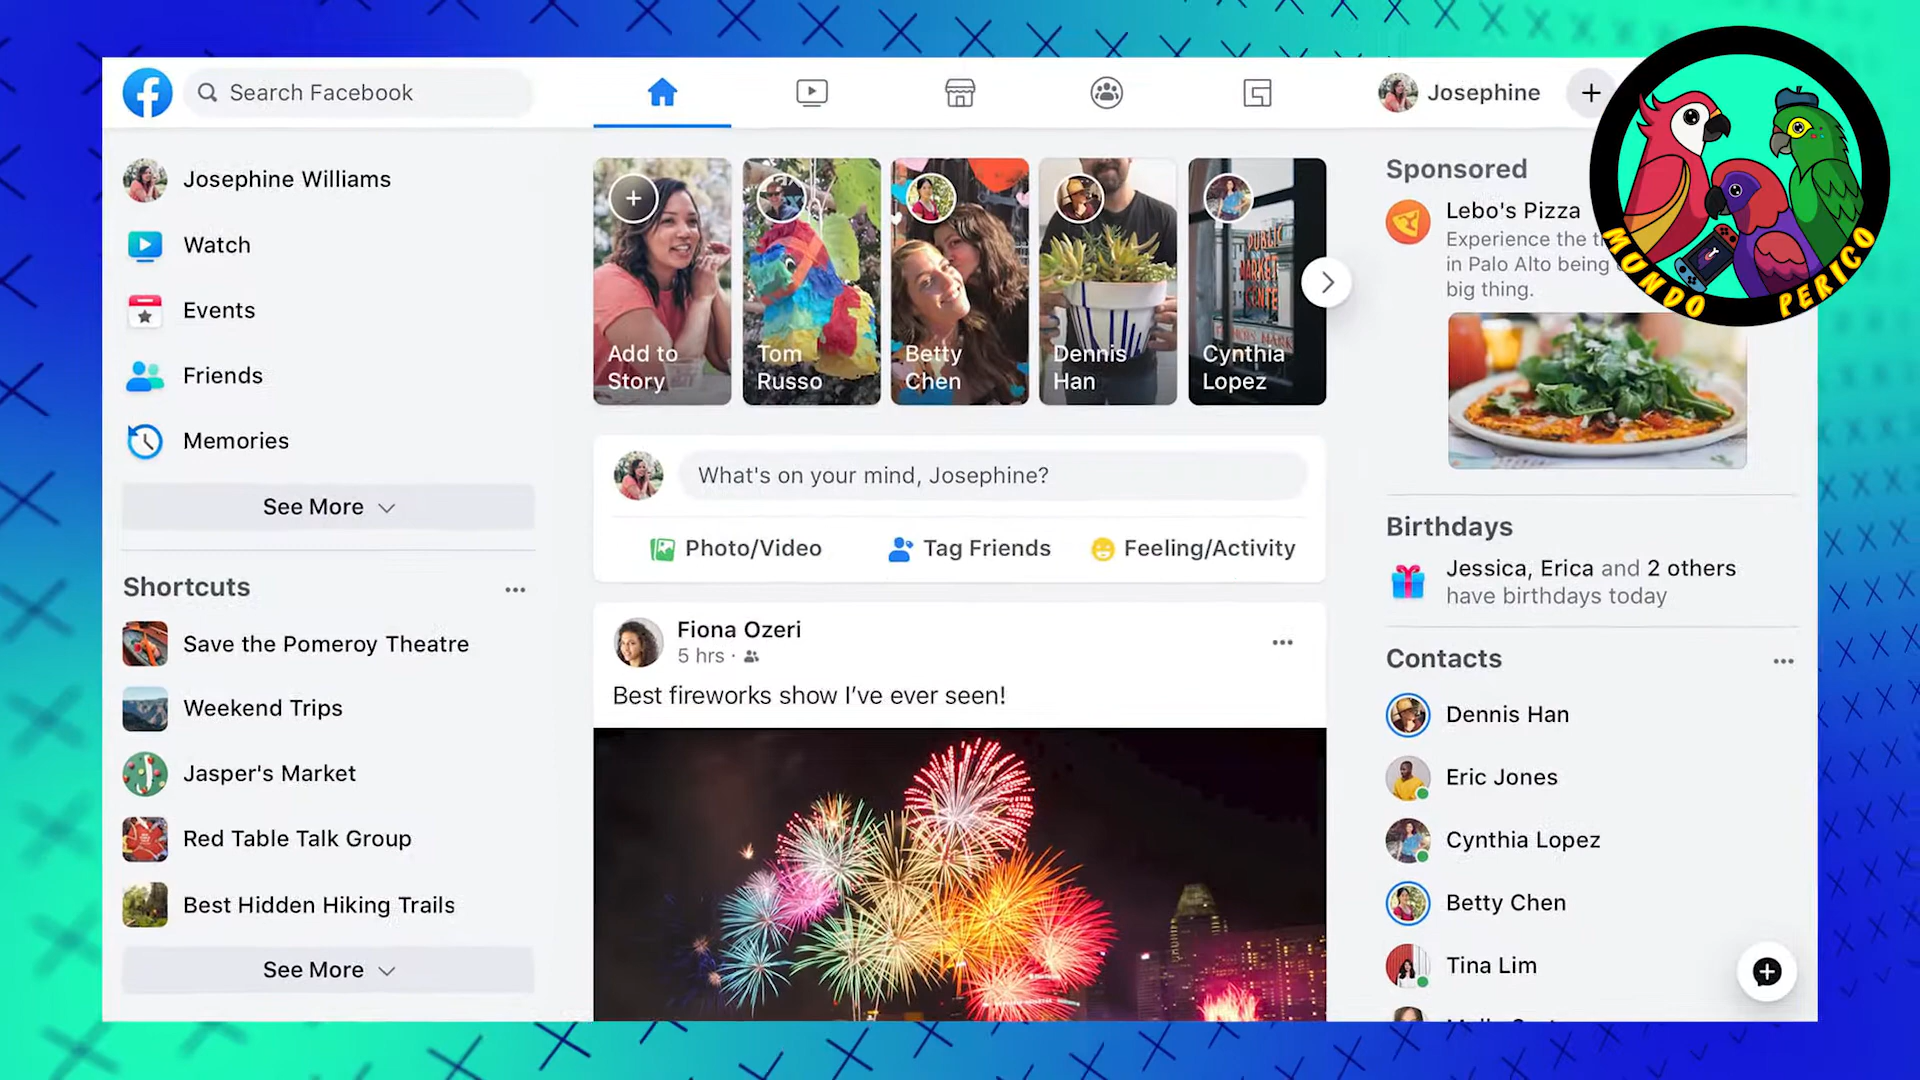 Search Facebook
Josephine
Josephine Williams
Watch
Events
Friends
Memories
See More
Shortcuts
Save the Pomeroy Theatre
Weekend Trips
Jasper's Market
Red Table Talk Group
Best Hidden Hiking Trails
See More
Add to
Story
Tom
Russo
Betty
Chen
Dennis
Han
PUBLIC
MARKET
Cynthia
Lopez
What's on your mind, Josephine?
Photo/Video
Tag Friends
Feeling/Activity
Fiona Ozeri
5 hrs ·
Best fireworks show I’ve ever seen!
Sponsored
Lebo's Pizza
Experience the
in Palo Alto being
big thing.
MUNDO PERICO
Birthdays
Jessica, Erica and 2 others
have birthdays today
Contacts
Dennis Han
Eric Jones
Cynthia Lopez
Betty Chen
Tina Lim